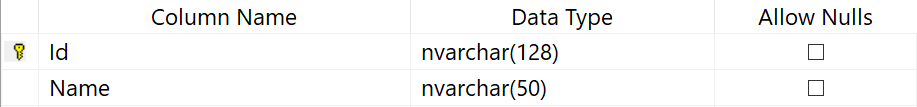 Column Name Data Type Allow Nulls
Id nvarchar(128)
Name nvarchar(50)